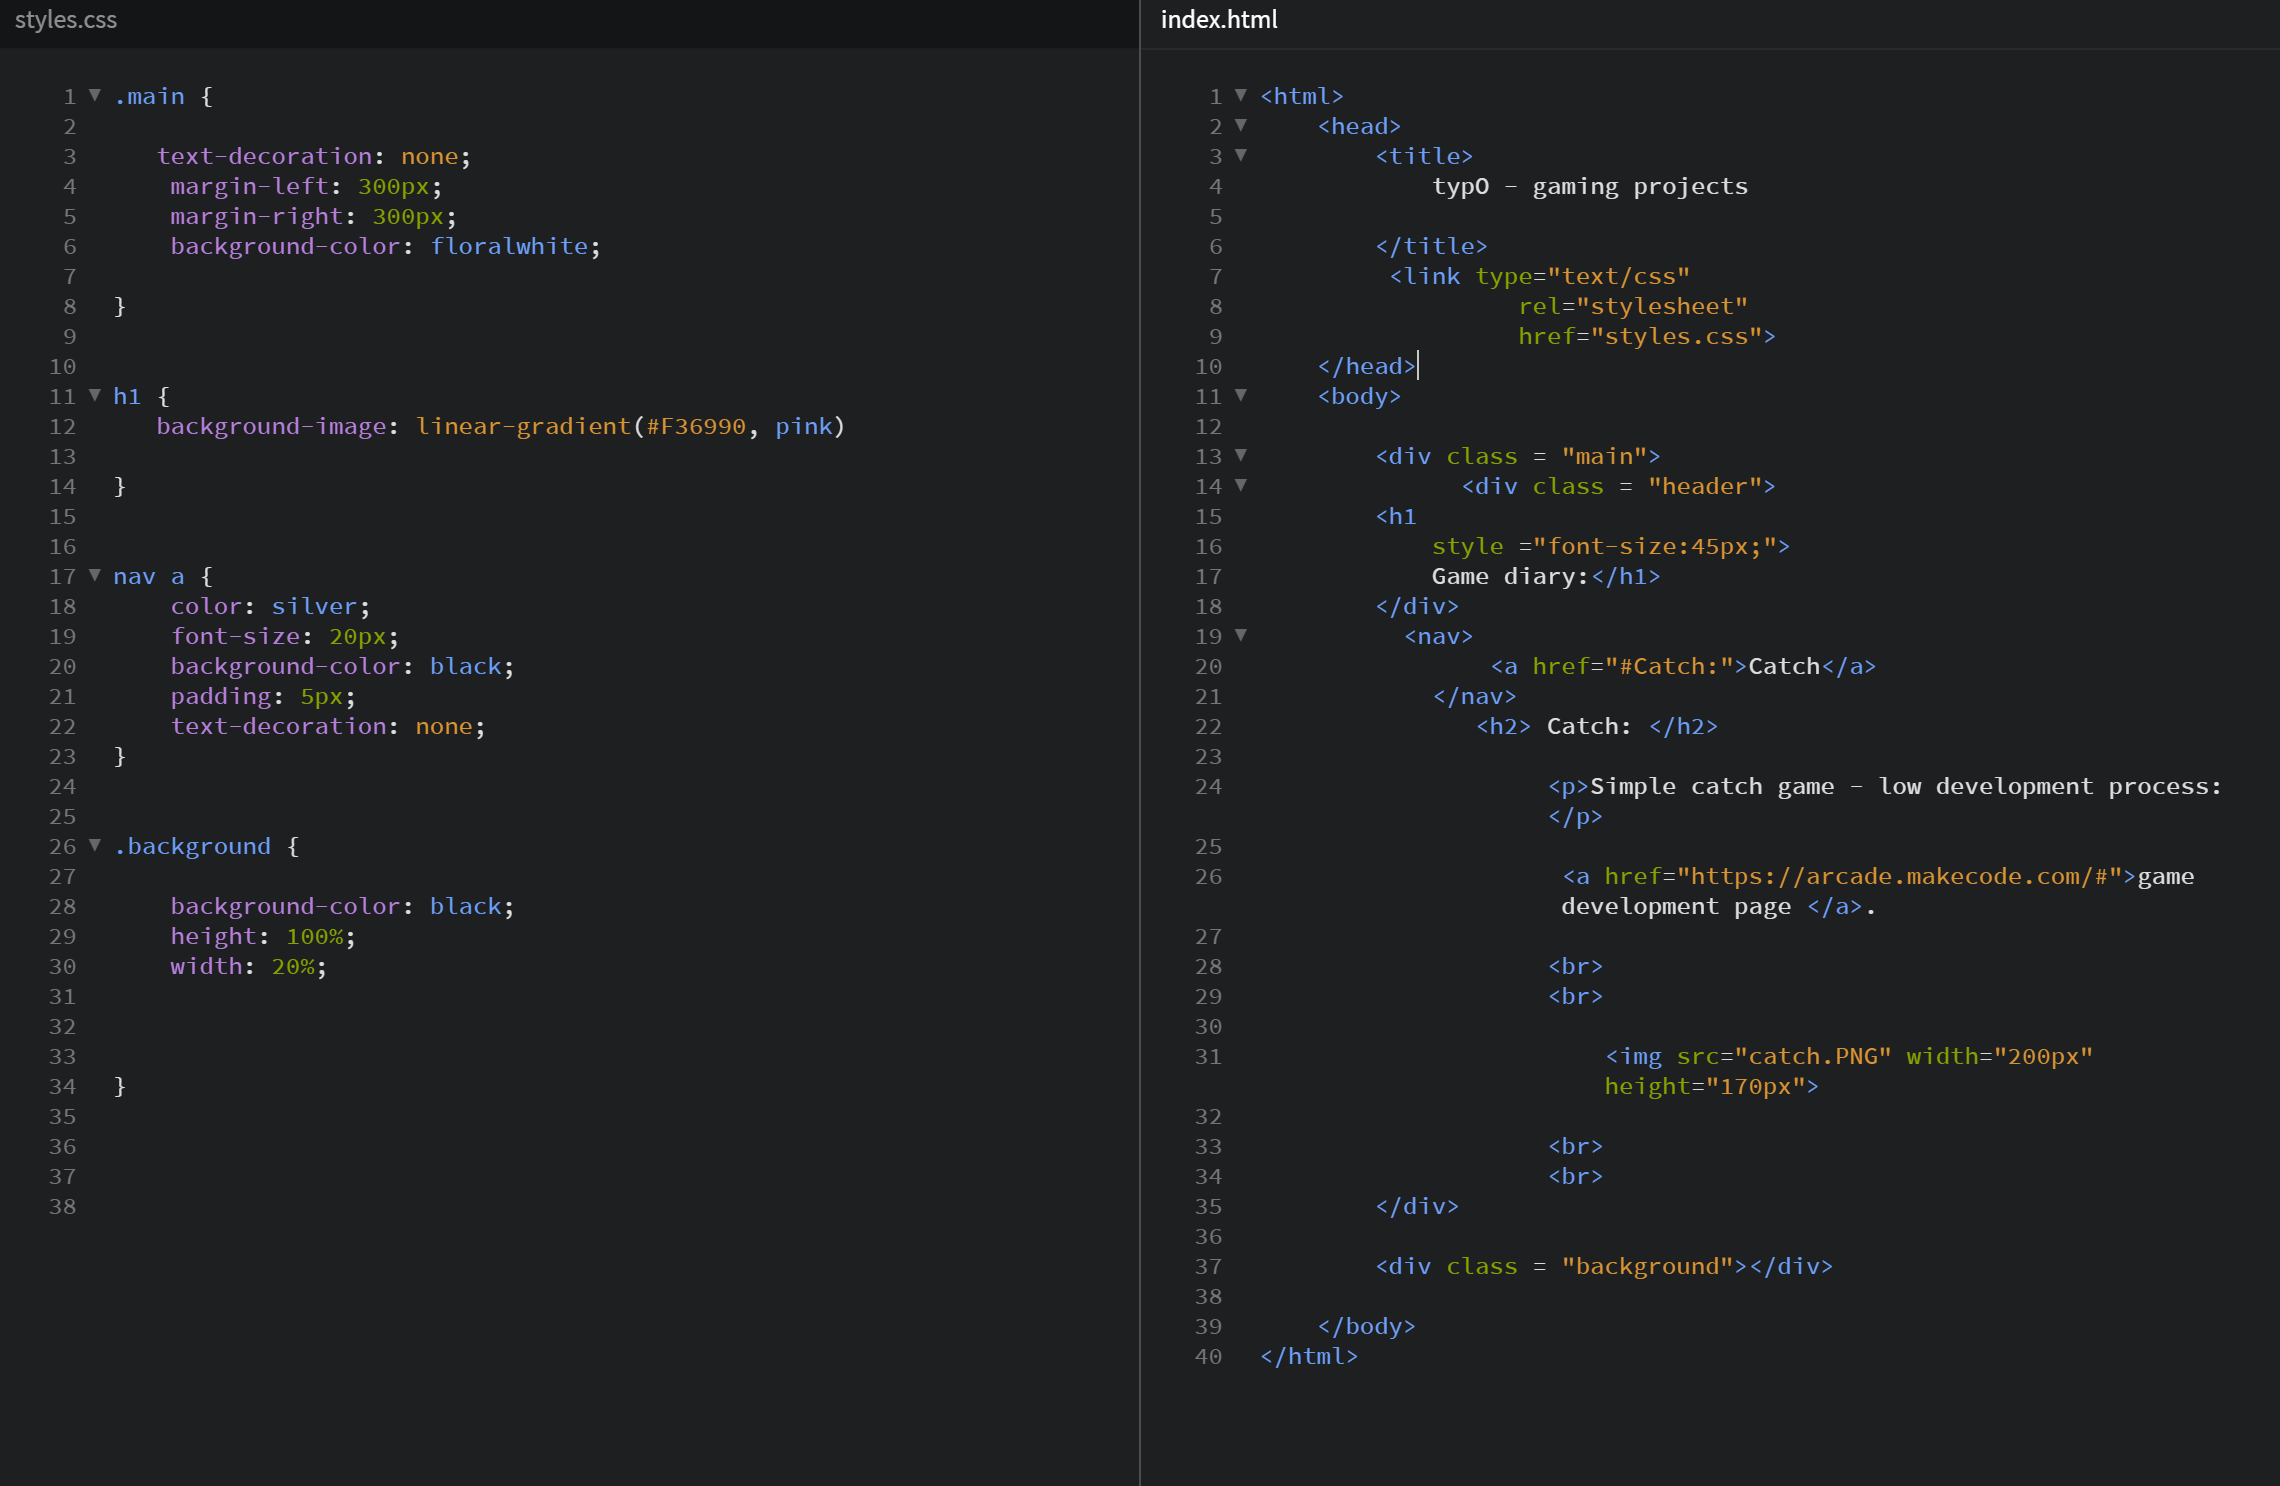 styles.css
1 ▼ .main {
2
3 text-decoration: none;
4 margin-left: 300px;
5 margin-right: 300px;
6 background-color: floralwhite;
7
8 }
9
10
11 ▼ h1 {
12 background-image: linear-gradient(#F36990, pink)
13
14 }
15
16
17 ▼ nav a {
18 color: silver;
19 font-size: 20px;
20 background-color: black;
21 padding: 5px;
22 text-decoration: none;
23 }
24
25
26 ▼ .background {
27
28 background-color: black;
29 height: 100%;
30 width: 20%;
31
32
33
34 }
35
36
37
38
index.html
1 ▼ <html>
2 ▼ <head>
3 ▼ <title>
4 typO - gaming projects
5
6 </title>
7 <link type="text/css"
8 rel="stylesheet"
9 href="styles.css">
10 </head>
11 ▼ <body>
12
13 ▼ <div class = "main">
14 ▼ <div class = "header">
15 <h1
16 style ="font-size:45px;">
17 Game diary:</h1>
18 </div>
19 ▼ <nav>
20 <a href="#Catch:">Catch</a>
21 </nav>
22 <h2> Catch: </h2>
23
24 <p>Simple catch game - low development process:
</p>
25
26 <a href="https://arcade.makecode.com/#">game
development page </a>.
27
28 <br>
29 <br>
30
31 <img src="catch.PNG" width="200px"
height="170px">
32
33 <br>
34 <br>
35 </div>
36
37 <div class = "background"></div>
38
39 </body>
40 </html>